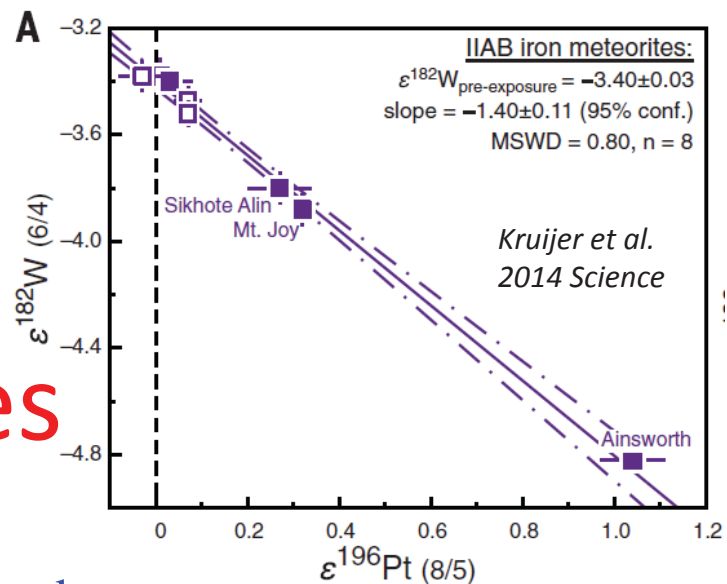 A
IIAB iron meteorites:
ε182Wpre-exposure = −3.40±0.03
slope = −1.40±0.11 (95% conf.)
MSWD = 0.80, n = 8
−3.2
−3.6
−4.0
−4.4
−4.8
ε182W (6/4)
Sikhote Alin
Mt. Joy
Kruijer et al.
2014 Science
es
Ainsworth
0 0.2 0.4 0.6 0.8 1.0 1.2
ε196Pt (8/5)